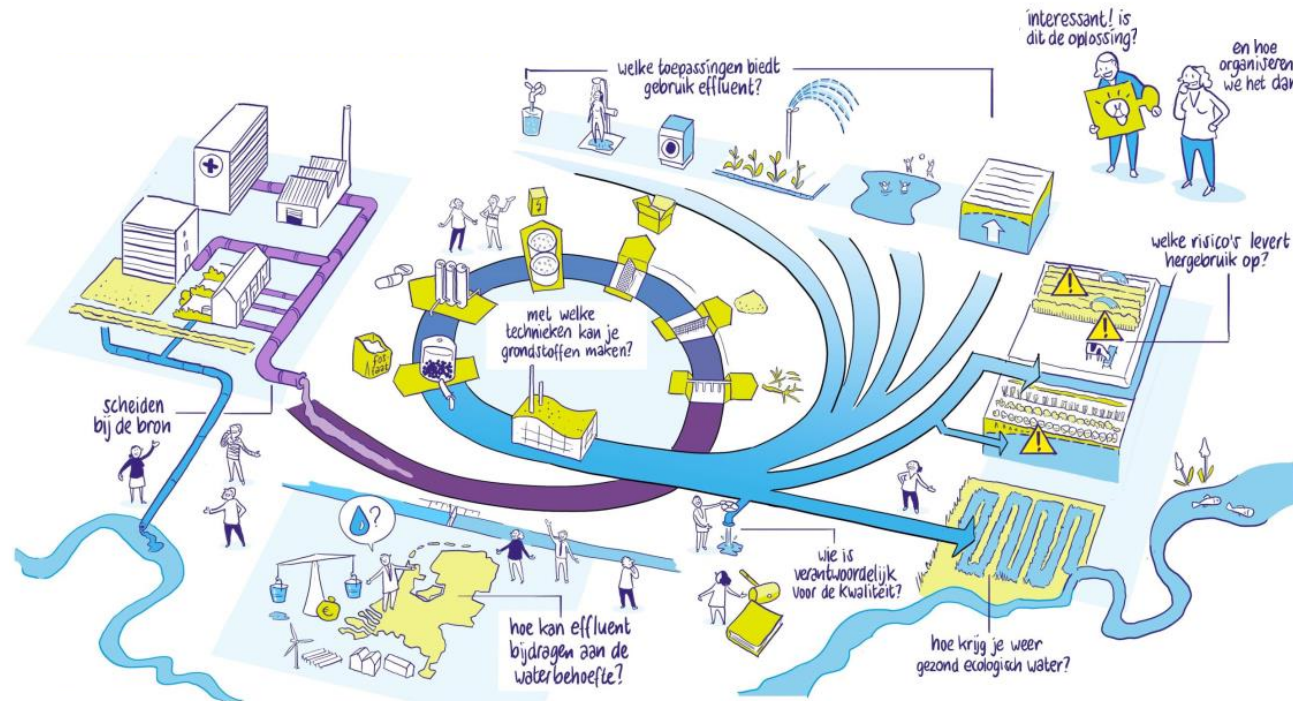 interessant! is
dit de oplossing?
en hoe
organiseren
we het dan
welke toepassingen biedt
gebruik effluent?
welke risico's levert
hergebruik op?
met welke
technieken kan je
grondstoffen maken?
fos
faat
scheiden
bij de bron
?
€
wie is
verantwoordelijk
voor de kwaliteit?
hoe kan effluent
bijdragen aan de
waterbehoefte?
hoe krijg je weer
gezond ecologisch water?